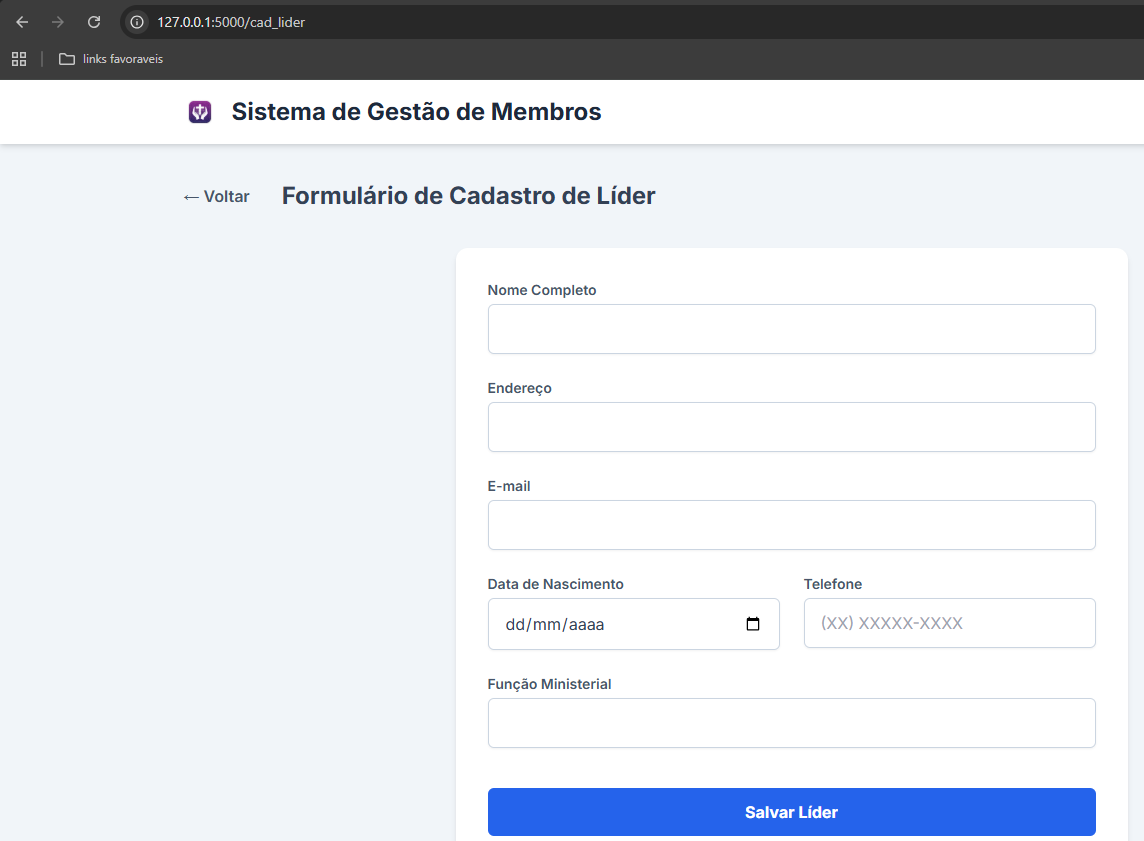 127.0.0.1:5000/cad_lider
links favoraveis
Sistema de Gestão de Membros
← Voltar Formulário de Cadastro de Líder
Nome Completo
Endereço
E-mail
Data de Nascimento Telefone
dd/mm/aaaa (XX) XXXXX-XXXX
Função Ministerial
Salvar Líder